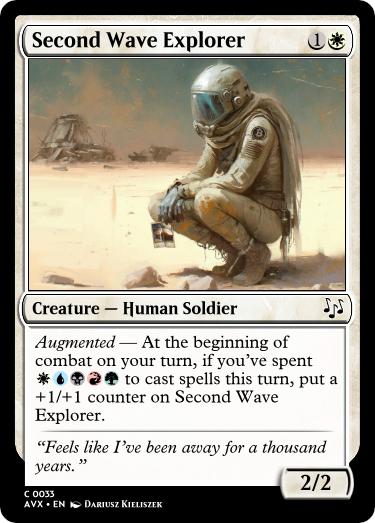 Second Wave Explorer 1
Creature — Human Soldier
Augmented — At the beginning of
combat on your turn, if you've spent
to cast spells this turn, put a
+1/+1 counter on Second Wave
Explorer.
“Feels like I've been away for a thousand
years.”
2/2
C 0033
AVX • EN Dariusz Kieliszek